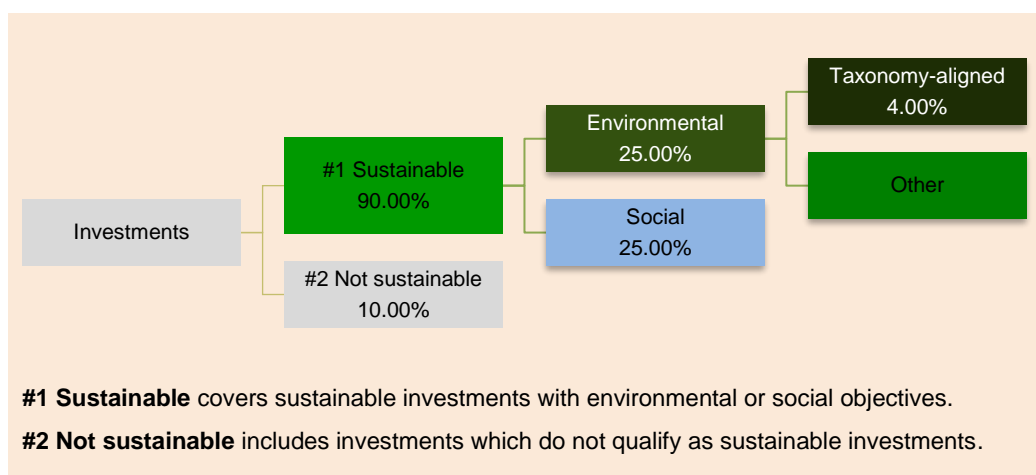 Investments
#1 Sustainable
90.00%
#2 Not sustainable
10.00%
Environmental
25.00%
Social
25.00%
Taxonomy-aligned
4.00%
Other
#1 Sustainable covers sustainable investments with environmental or social objectives.
#2 Not sustainable includes investments which do not qualify as sustainable investments.